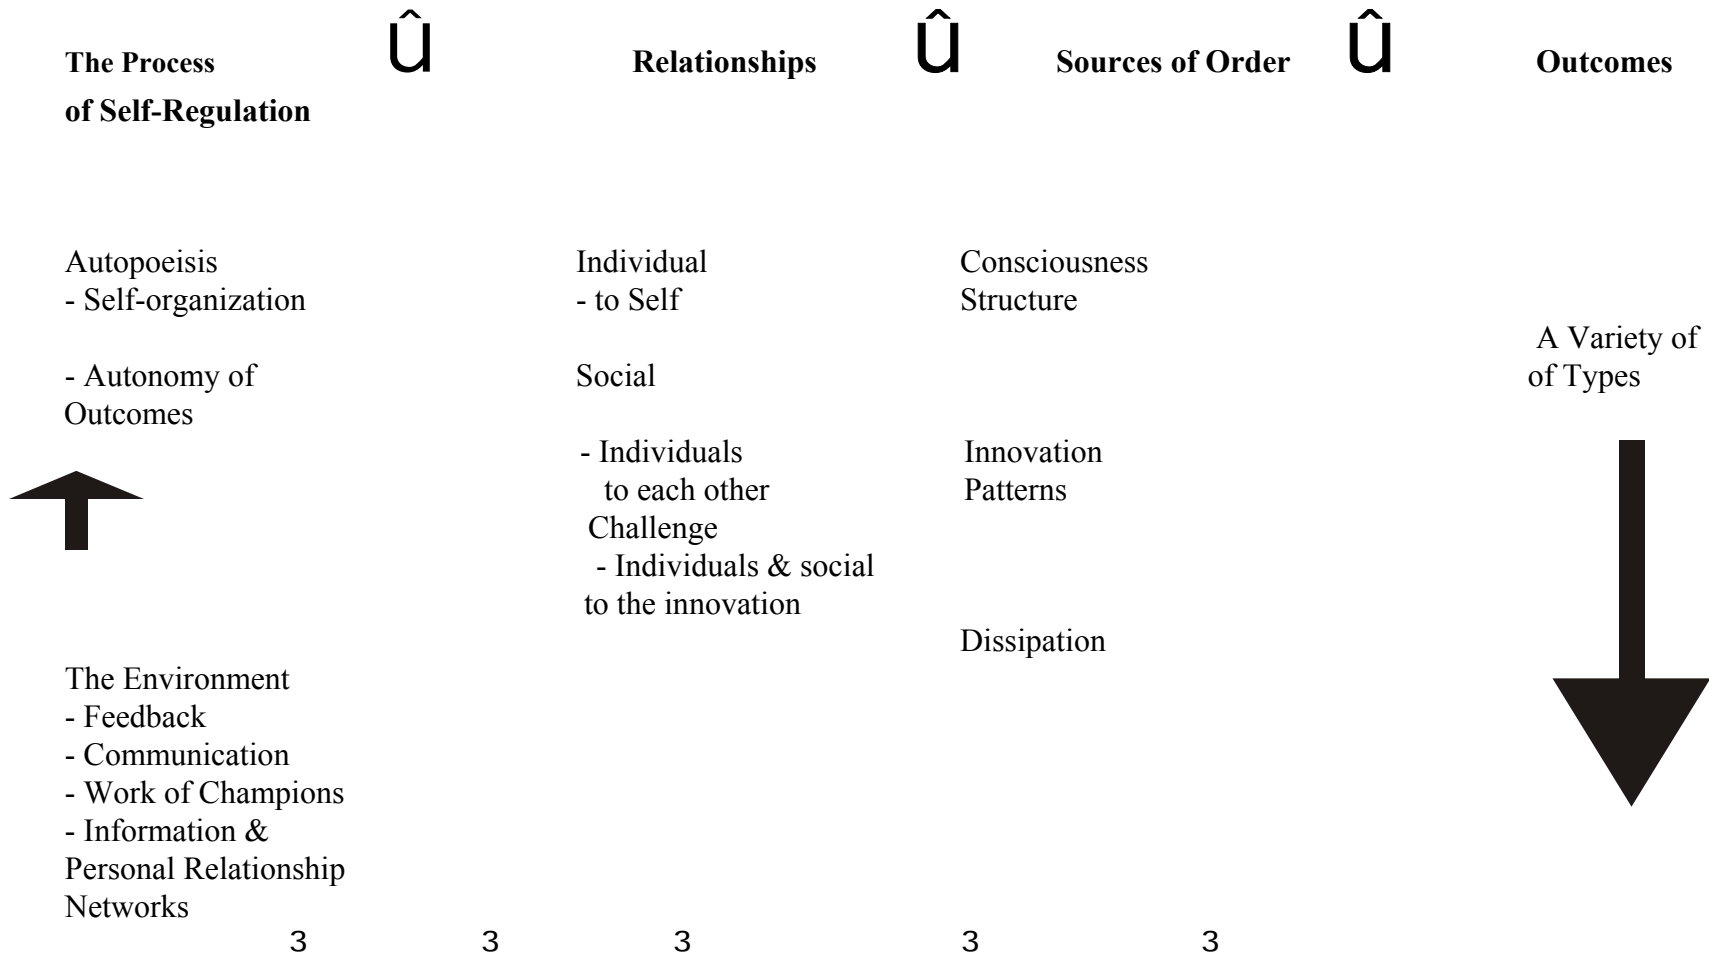 The Process
of Self-Regulation
Û
Relationships
Û
Sources of Order
Û
Outcomes
Autopoeisis
- Self-organization
- Autonomy of
Outcomes
The Environment
- Feedback
- Communication
- Work of Champions
- Information &
Personal Relationship
Networks
Individual
- to Self
Social
- Individuals
to each other
Challenge
- Individuals & social
to the innovation
Consciousness
Structure
Innovation
Patterns
Dissipation
A Variety of
of Types
3 3 3 3 3